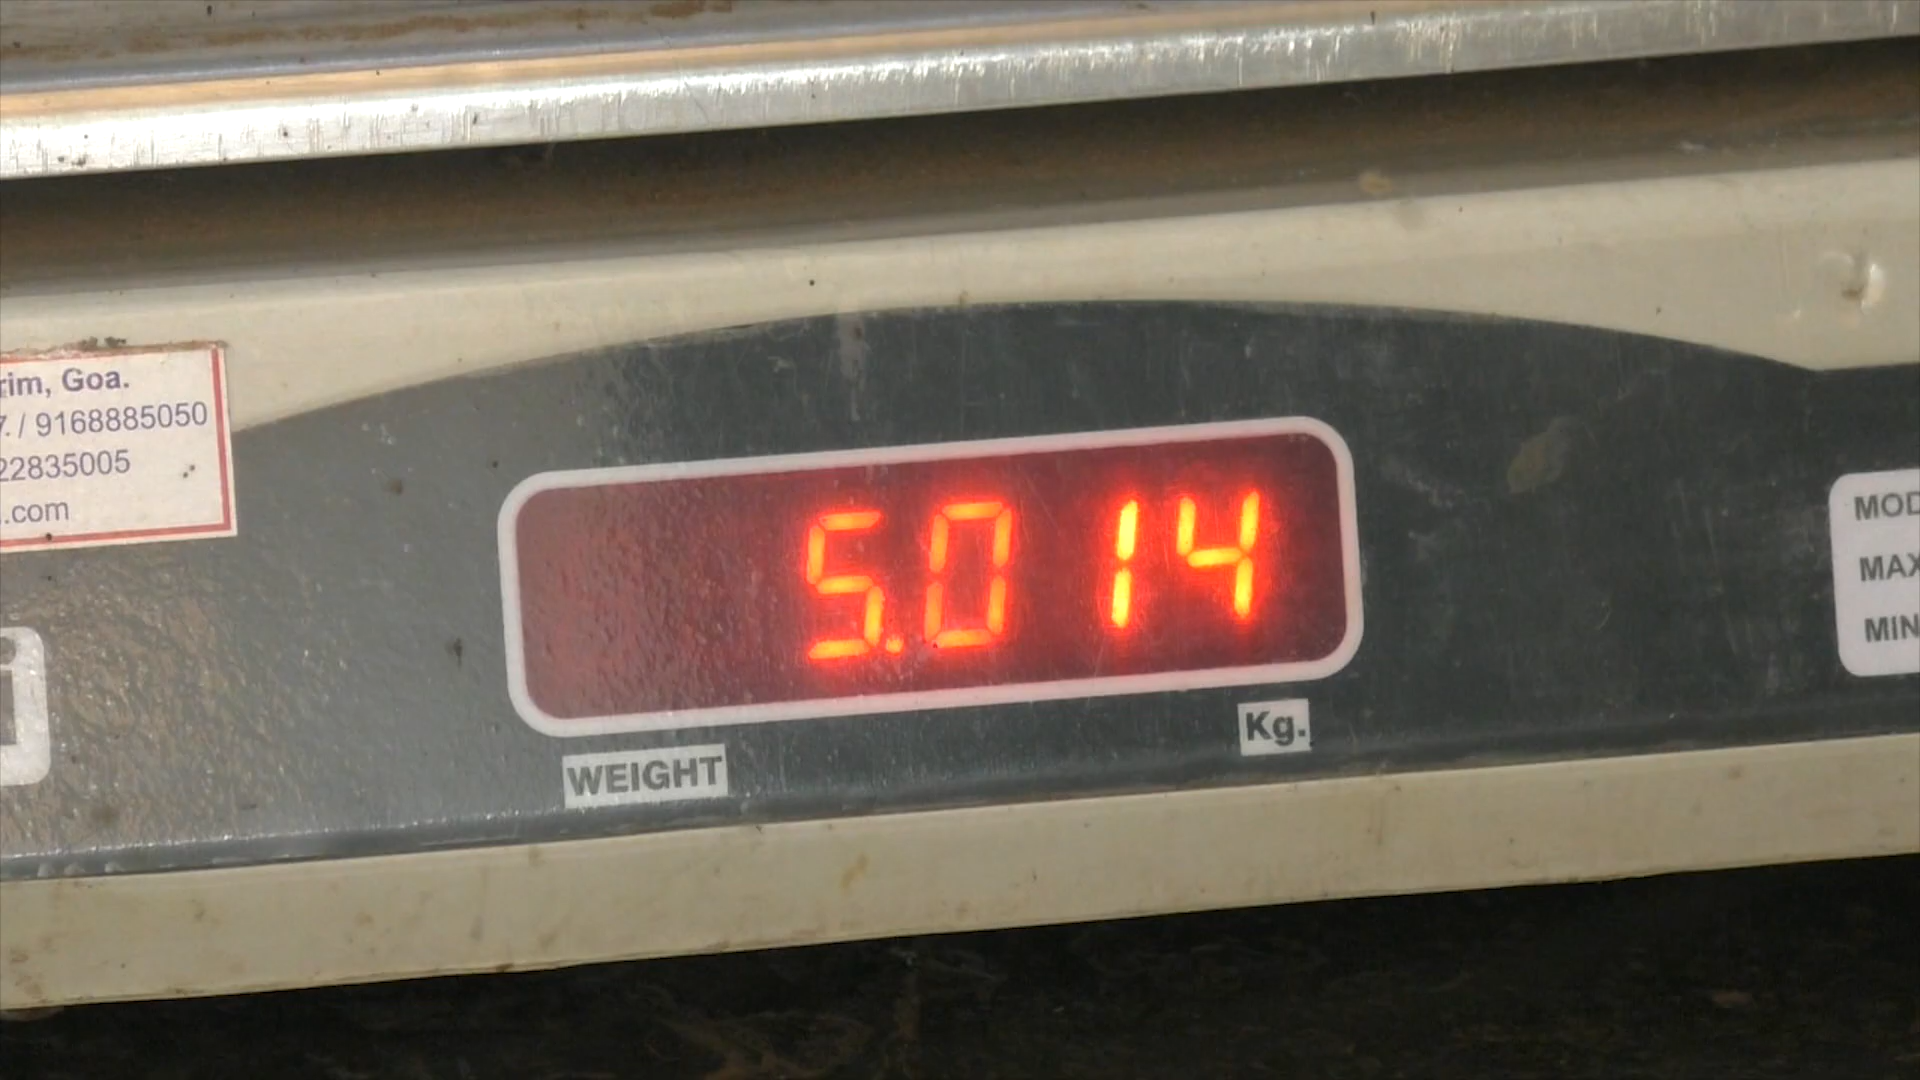 rim, Goa.
7. / 9168885050
22835005
.com
5.014
Kg.
WEIGHT
MOD
MAX
MIN